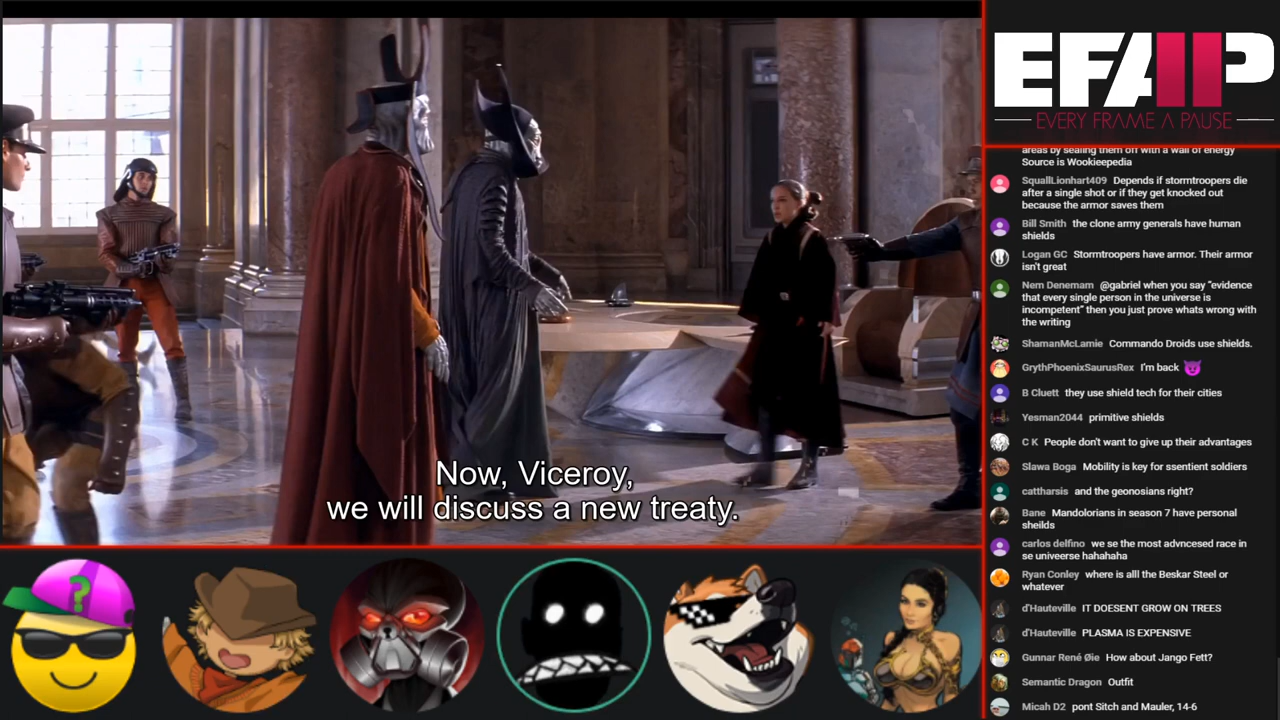 EFAP
EVERY FRAME A PAUSE
Now, Viceroy,
we will discuss a new treaty.
?
areas by sealing them off with a wall of energy
Source is Wookieepedia
SquallLionhart409 Depends if stormtroopers die
after a single shot or if they get knocked out
because the armor saves them
Bill Smith the clone army generals have human
shields
Logan GC Stormtroopers have armor. Their armor
isn't great
Nem Denemam @gabriel when you say "evidence
that every single person in the universe is
incompetent" then you just prove whats wrong with
the writing
ShamanMcLamie Commando Droids use shields.
GrythPhoenixSaurusRex I'm back
B Cluett they use shield tech for their cities
Yesman2044 primitive shields
C K People don't want to give up their advantages
Slawa Boga Mobility is key for ssentient soldiers
cattharsis and the geonosians right?
Bane Mandolorians in season 7 have personal
sheilds
carlos delfino we se the most advncesed race in
se univeerse hahahaha
Ryan Conley where is alll the Beskar Steel or
whatever
d'Hauteville IT DOESENT GROW ON TREES
d'Hauteville PLASMA IS EXPENSIVE
Gunnar René Øie How about Jango Fett?
Semantic Dragon Outfit
Micah D2 pont Sitch and Mauler, 14-6